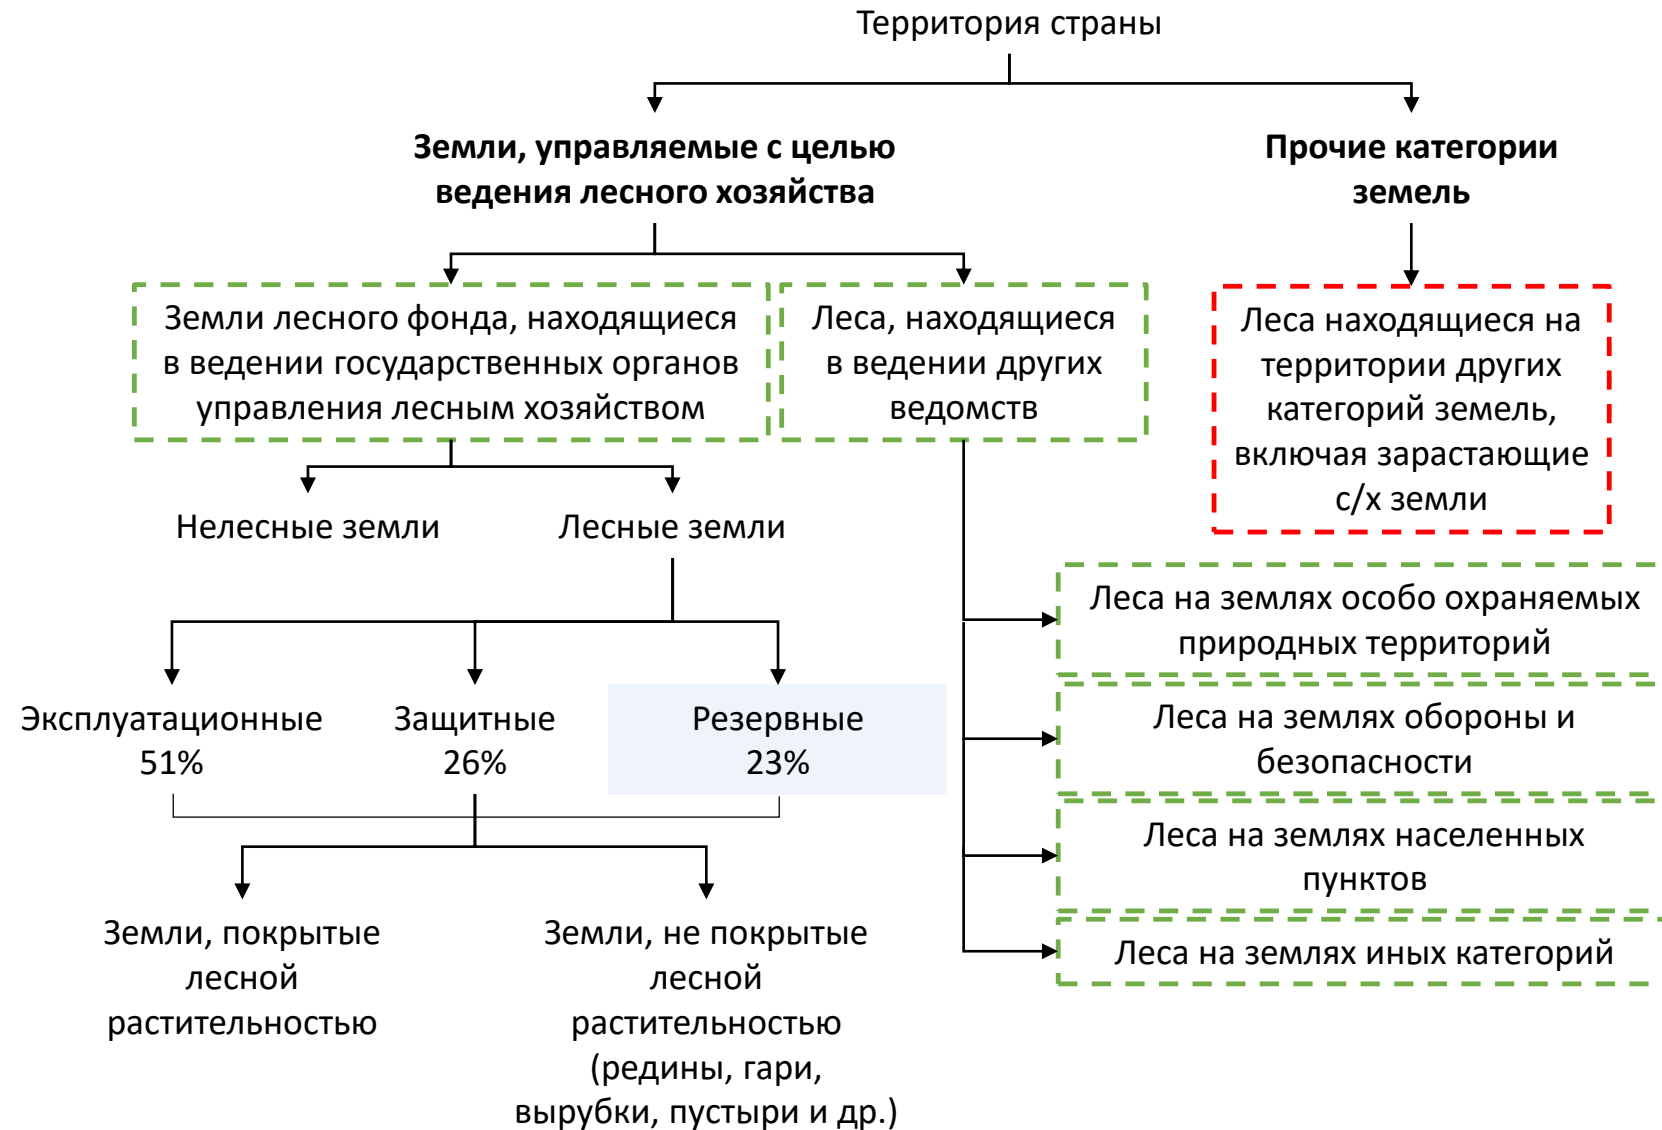 Территория страны
Земли, управляемые с целью
ведения лесного хозяйства
Прочие категории
земель
Земли лесного фонда, находящиеся
в ведении государственных органов
управления лесным хозяйством
Леса, находящиеся
в ведении других
ведомств
Леса находящиеся на
территории других
категорий земель,
включая зарастающие
с/х земли
Нелесные земли
Лесные земли
Леса на землях особо охраняемых
природных территорий
Леса на землях обороны и
безопасности
Леса на землях населенных
пунктов
Леса на землях иных категорий
Эксплуатационные
51%
Защитные
26%
Резервные
23%
Земли, покрытые
лесной
растительностью
Земли, не покрытые
лесной
растительностью
(редины, гари,
вырубки, пустыри и др.)